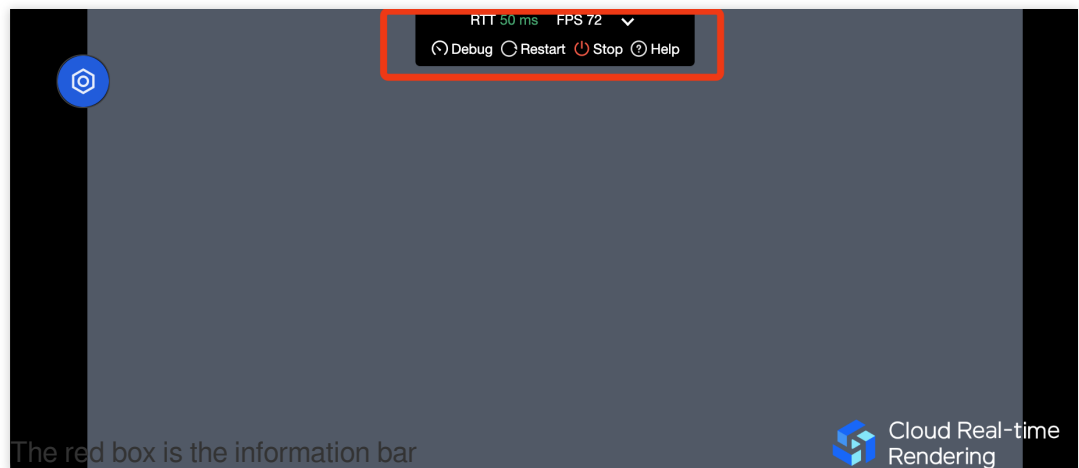 RTT 50 ms FPS 72
Debug Restart Stop Help
The red box is the information bar
Cloud Real-time
Rendering